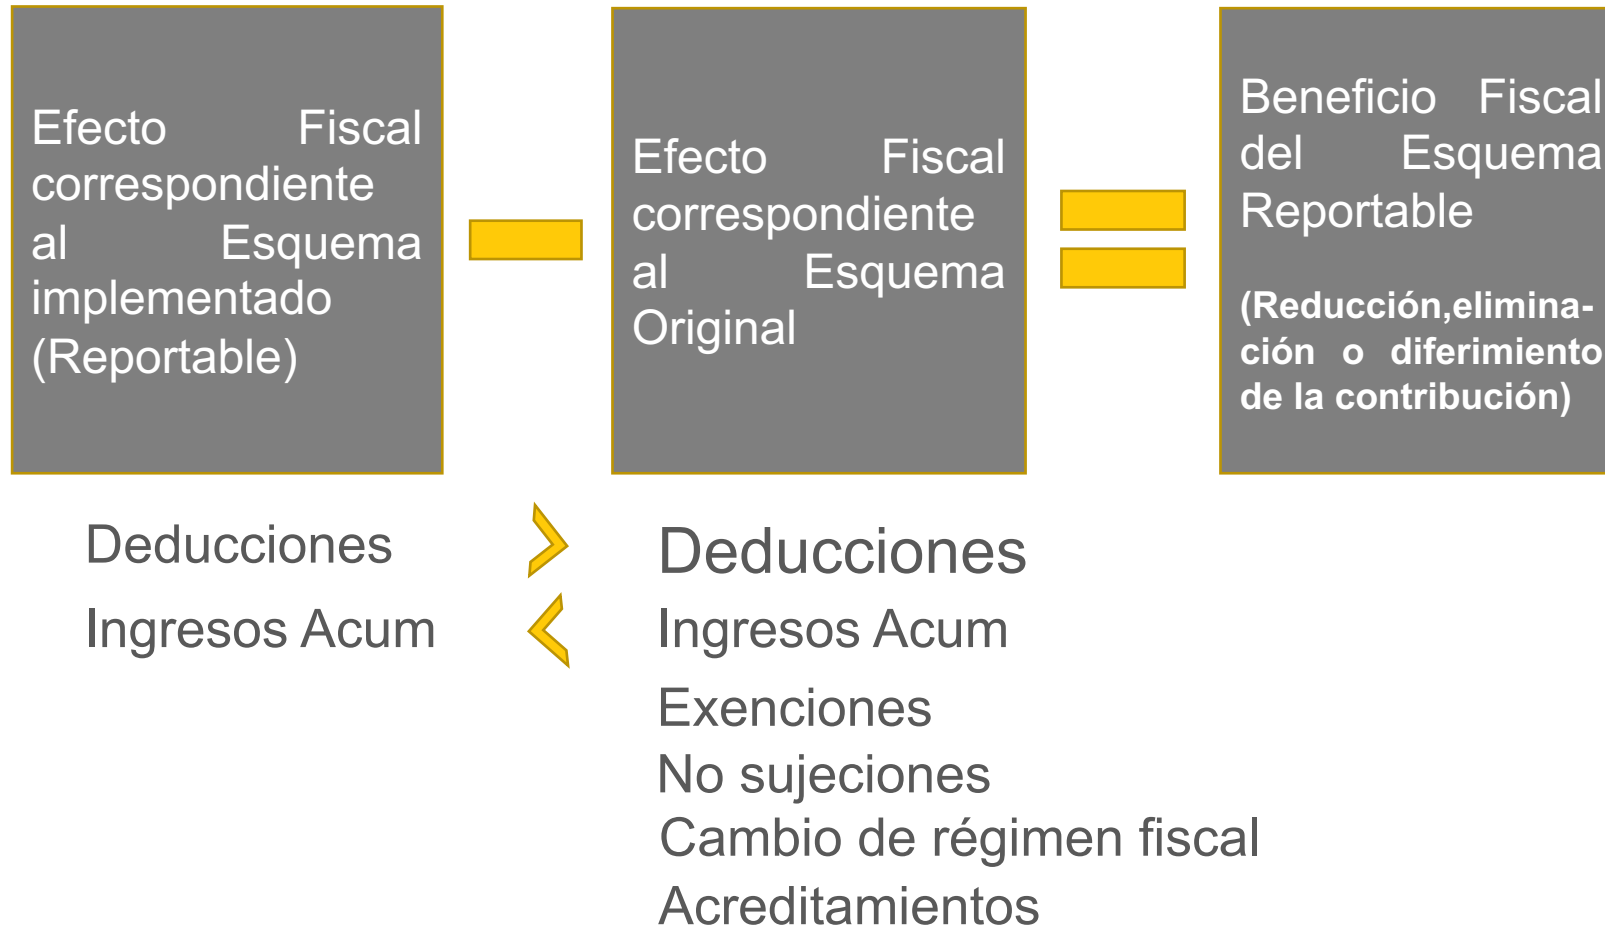 Efecto Fiscal
correspondiente
al Esquema
implementado
(Reportable)
Efecto Fiscal
correspondiente
al Esquema
Original
Beneficio Fiscal
del Esquema
Reportable
(Reducción,elimina-
ción o diferimiento
de la contribución)
Deducciones
Deducciones
Ingresos Acum
Ingresos Acum
Exenciones
No sujeciones
Cambio de régimen fiscal
Acreditamientos